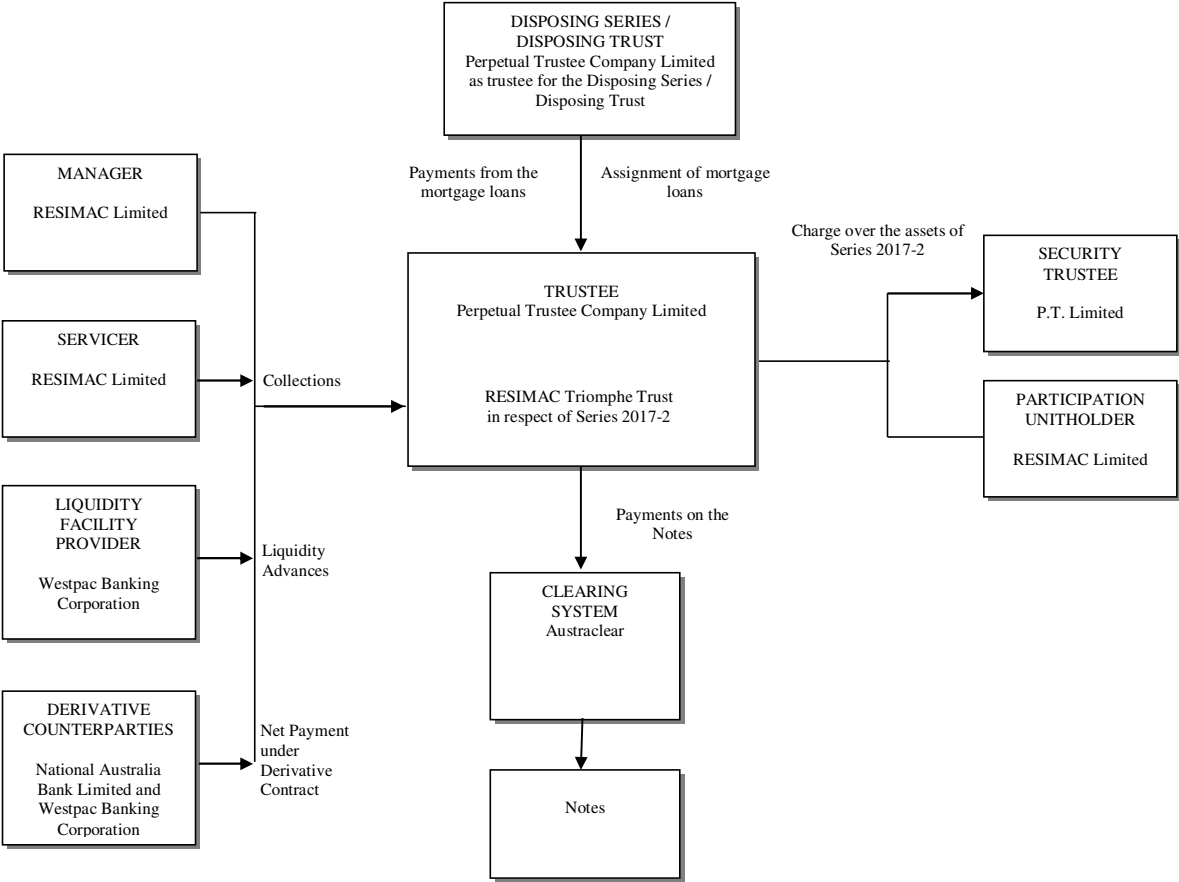 DISPOSING SERIES /
DISPOSING TRUST
Perpetual Trustee Company Limited
as trustee for the Disposing Series /
Disposing Trust
Payments from the
mortgage loans
Assignment of mortgage
loans
MANAGER
RESIMAC Limited
SERVICER
RESIMAC Limited
Collections
LIQUIDITY
FACILITY
PROVIDER
Westpac Banking
Corporation
Liquidity
Advances
DERIVATIVE
COUNTERPARTIES
National Australia
Bank Limited and
Westpac Banking
Corporation
Net Payment
under
Derivative
Contract
TRUSTEE
Perpetual Trustee Company Limited
RESIMAC Triomphe Trust
in respect of Series 2017-2
Charge over the assets of
Series 2017-2
SECURITY
TRUSTEE
P.T. Limited
PARTICIPATION
UNITHOLDER
RESIMAC Limited
Payments on the
Notes
CLEARING
SYSTEM
Austraclear
Notes